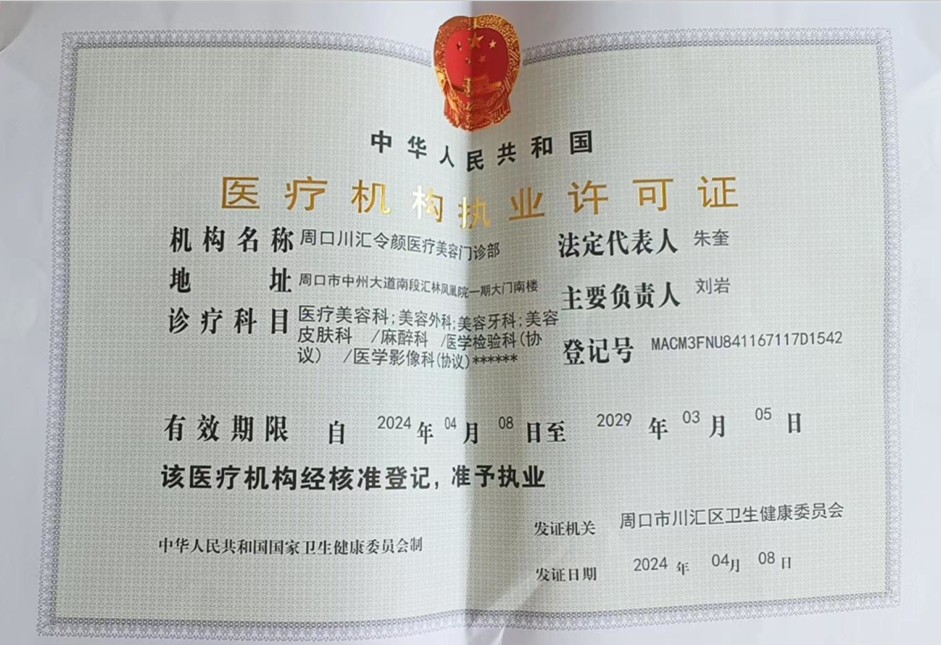 中华人民共和国
医疗机构执业许可证
机构名称 周口川汇令颜医疗美容门诊部
法定代表人 朱奎
地址 周口市中州大道南段汇林凤凰院一期大门南楼
主要负责人 刘岩
诊疗科目 医疗美容科;美容外科;美容牙科;美容
皮肤科 /麻醉科 /医学检验科(协
议) /医学影像科(协议)******
登记号 MACM3FNU841167117D1542
有效期限 自 2024 年 04 月 08 日至 2029 年 03 月 05 日
该医疗机构经核准登记,准予执业
发证机关 周口市川汇区卫生健康委员会
中华人民共和国国家卫生健康委员会制
发证日期 2024 年 04月 08 日